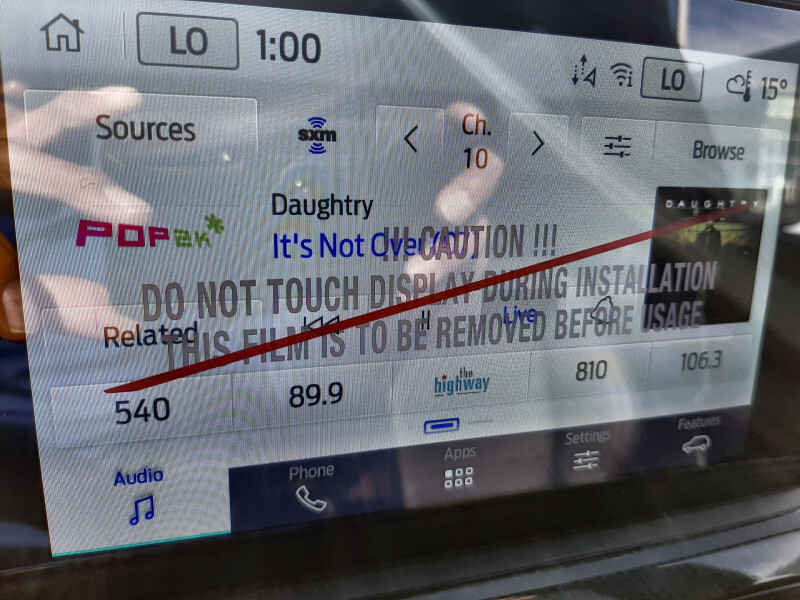 LO 1:00 LO 15°
Sources sxm Ch. 10 Browse
DAUGHTRY
Daughtry
POP2K*
It's Not Over
!!! CAUTION !!!
DO NOT TOUCH DISPLAY DURING INSTALLATION
Related Live
THIS FILM IS TO BE REMOVED BEFORE USAGE
540 89.9 the highway 810 106.3
Audio Phone Apps Settings Features